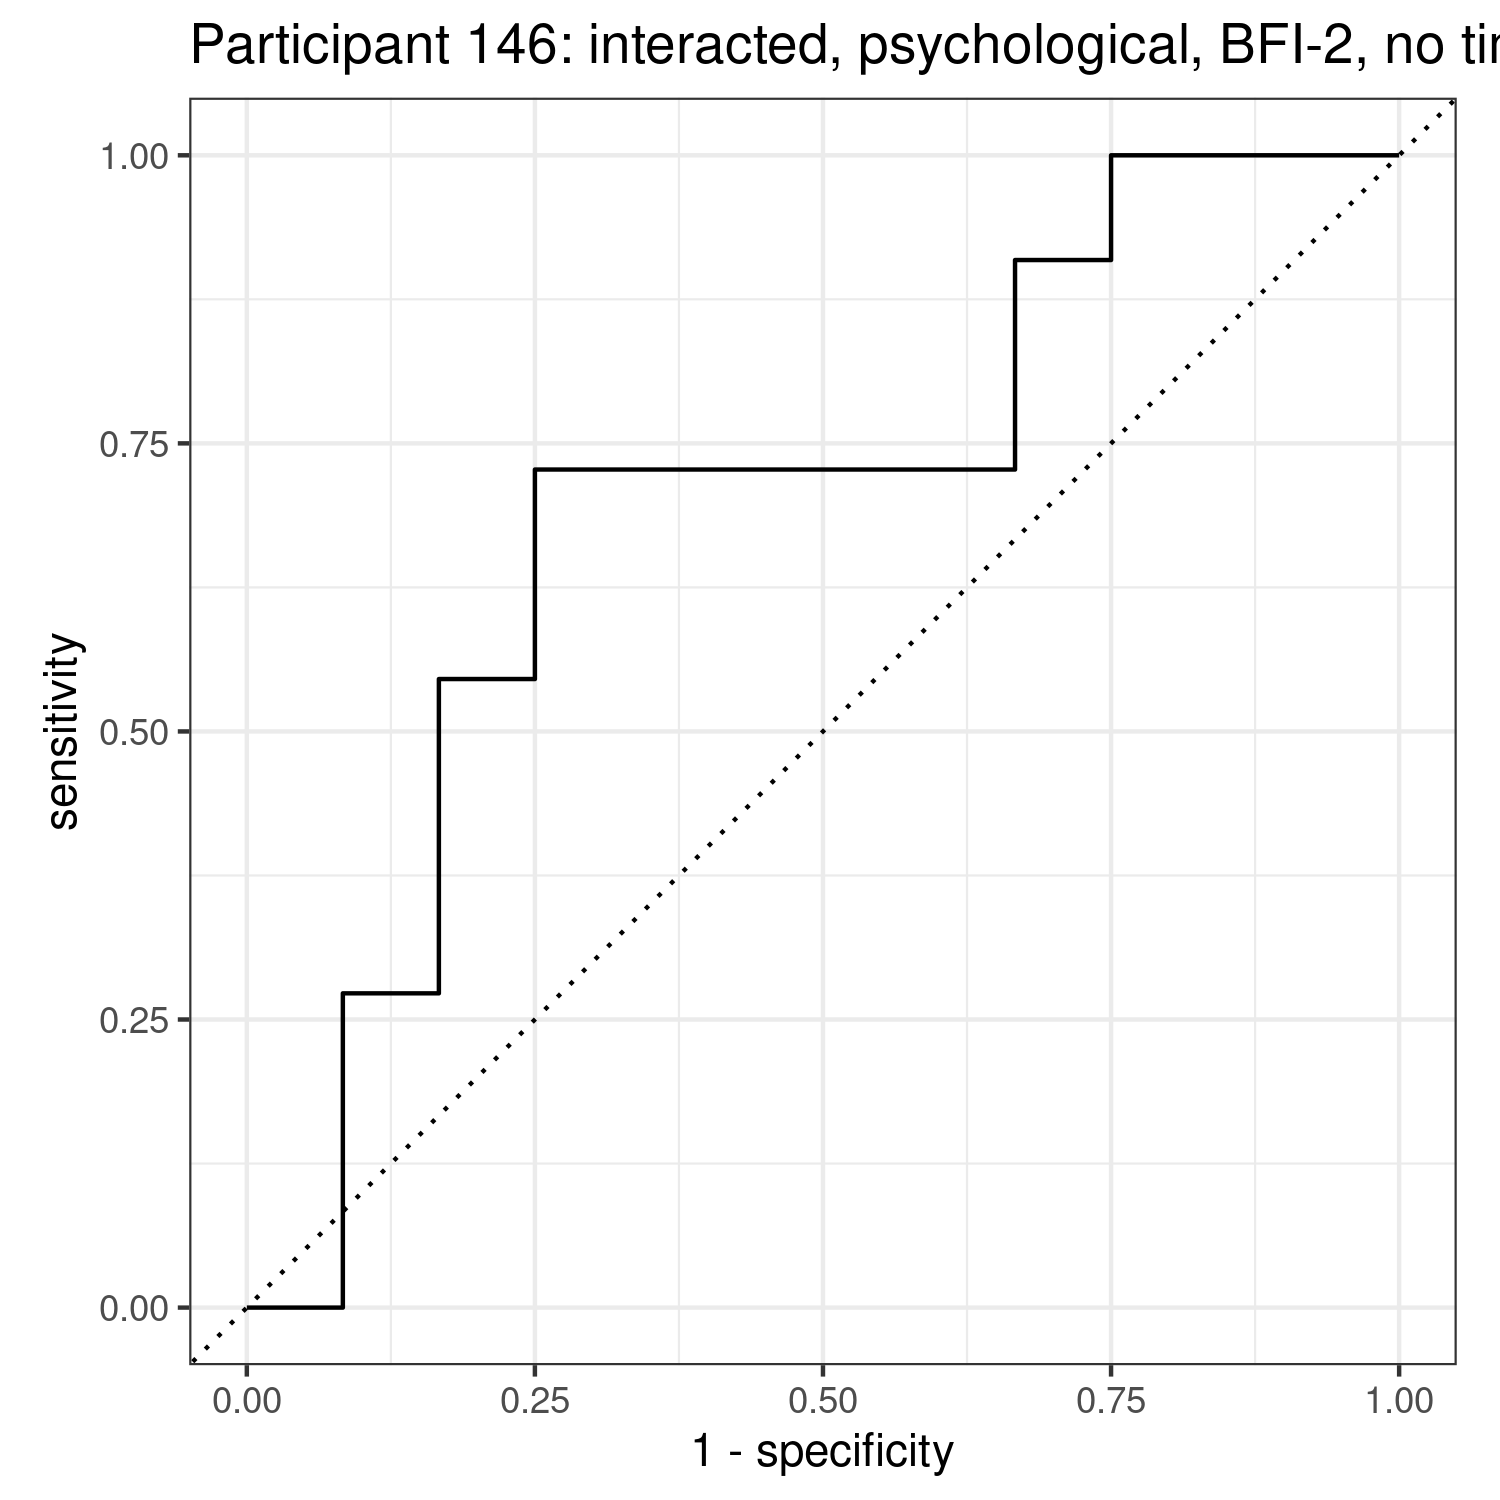 Participant 146: interacted, psychological, BFI-2, no
1.00
0.75
0.50
0.25
0.00
sensitivity
0.00 0.25 0.50 0.75 1.00
1 - specificity